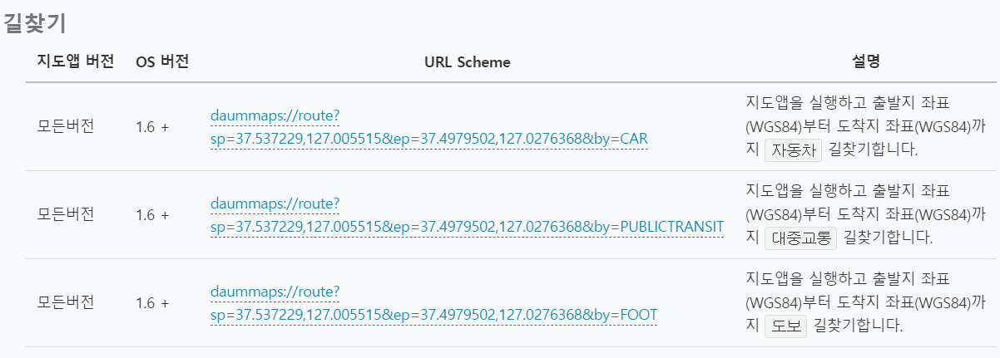 길찾기
지도앱 버전 OS 버전 URL Scheme 설명
모든버전 1.6 + daummaps://route?
sp=37.537229,127.005515&ep=37.4979502,127.0276368&by=CAR
지도앱을 실행하고 출발지 좌표
(WGS84)부터 도착지 좌표(WGS84)까
지 자동차 길찾기합니다.
모든버전 1.6 + daummaps://route?
sp=37.537229,127.005515&ep=37.4979502,127.0276368&by=PUBLICTRANSIT
지도앱을 실행하고 출발지 좌표
(WGS84)부터 도착지 좌표(WGS84)까
지 대중교통 길찾기합니다.
모든버전 1.6 + daummaps://route?
sp=37.537229,127.005515&ep=37.4979502,127.0276368&by=FOOT
지도앱을 실행하고 출발지 좌표
(WGS84)부터 도착지 좌표(WGS84)까
지 도보 길찾기합니다.